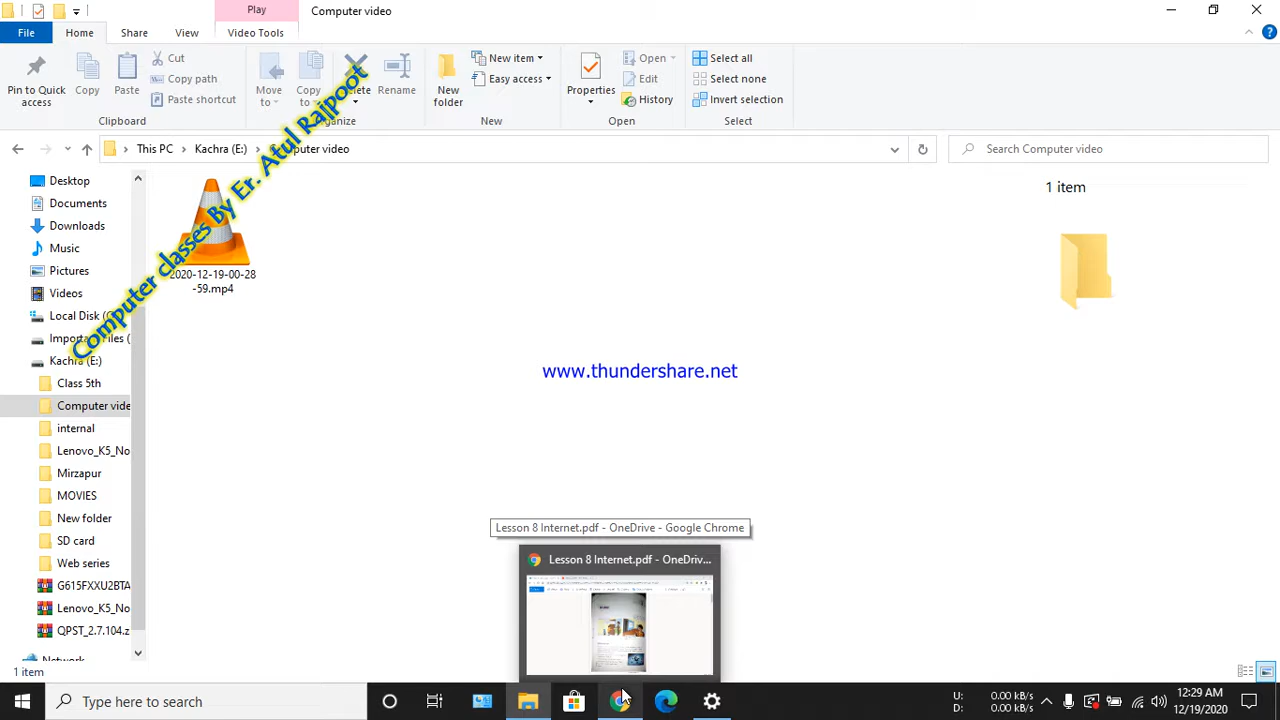 Play
Computer video
File
Home
Share
View
Video Tools
Pin to Quick access
Copy
Paste
Cut
Copy path
Paste shortcut
Clipboard
Move to
Copy to
Rename
Organize
New folder
New item
Easy access
New
Properties
Open
Edit
History
Open
Select all
Select none
Invert selection
Select
This PC
Kachra (E:)
Computer video
Search Computer video
Desktop
Documents
Downloads
Music
Pictures
Videos
Local Disk (
Kachra (E:)
Class 5th
Computer vide
internal
Lenovo_K5_No
Mirzapur
MOVIES
New folder
SD card
Web series
G615FXXU2BTA
Lenovo_K5_No
QPST_2.7.104.z
2020-12-19-00-28
-59.mp4
Computer classes By Er. Atul Rajpoot
1 item
www.thundershare.net
Lesson 8 Internet.pdf - OneDrive - Google Chrome
Lesson 8 Internet.pdf - OneDriv...
1 item
Type here to search
U: 0.00 kB/s
D: 0.00 kB/s
12:29 AM
12/19/2020